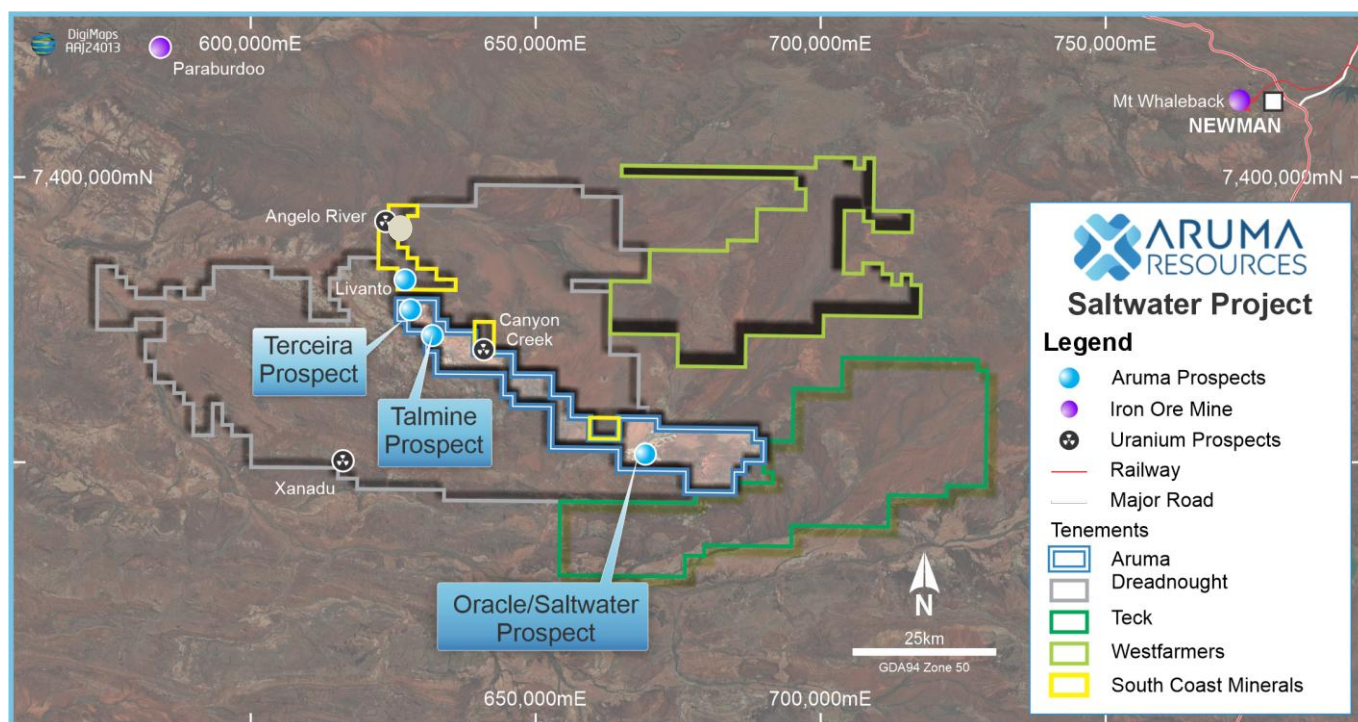 DigiMaps
AAJ24013
600,000mE
650,000mE
700,000mE
750,000mE
Paraburdoo
Mt Whaleback
NEWMAN
7,400,000mN
7,400,000mN
Angelo River
Livanto
Canyon
Creek
Terceira
Prospect
Talmine
Prospect
Xanadu
Oracle/Saltwater
Prospect
N
25km
GDA94 Zone 50
650,000mE
700,000mE
ARUMA
RESOURCES
Saltwater Project
Legend
Aruma Prospects
Iron Ore Mine
Uranium Prospects
Railway
Major Road
Tenements
Aruma
Dreadnought
Teck
Westfarmers
South Coast Minerals